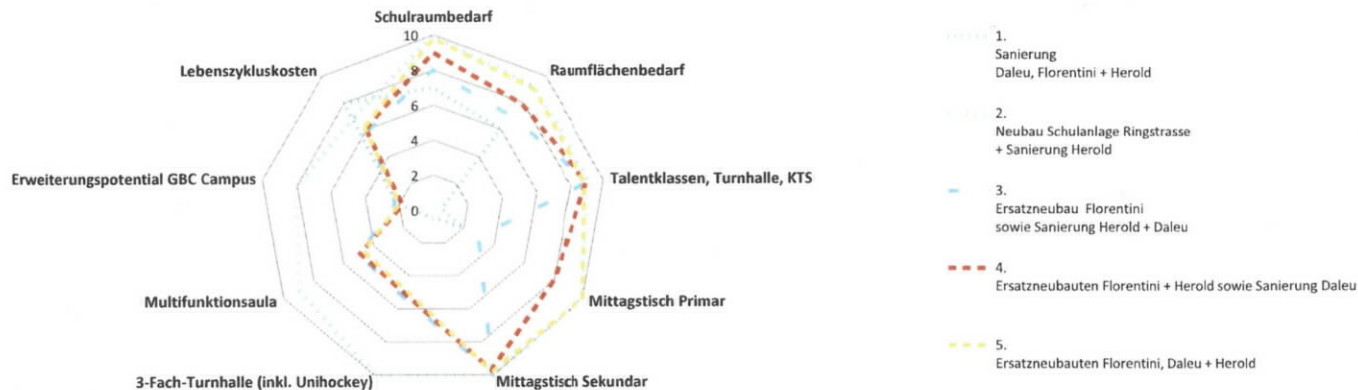 Schulraumbedarf
10
Lebenszykluskosten
Raumflächenbedarf
8
6
4
Erweiterungspotential GBC Campus
2
Talentklassen, Turnhalle, KTS
0
Multifunktionsaula
Mittagstisch Primar
3-Fach-Turnhalle (inkl. Unihockey)
Mittagstisch Sekundar
1.
Sanierung
Daleu, Florentini + Herold
2.
Neubau Schulanlage Ringstrasse
+ Sanierung Herold
3.
Ersatzneubau Florentini
sowie Sanierung Herold + Daleu
4.
Ersatzneubauten Florentini + Herold sowie Sanierung Daleu
5.
Ersatzneubauten Florentini, Daleu + Herold